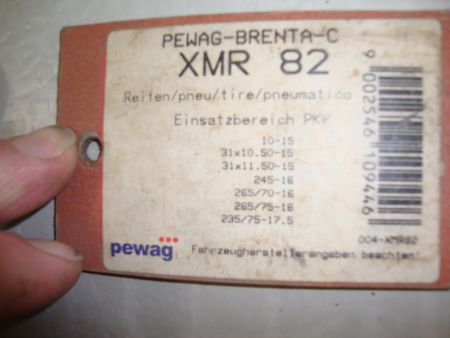 PEWAG-BRENTA-C
XMR 82
Reifen/pneu/tire/pneumatico
Einsatzbereich PKW
10-15
31x10.50-15
31x11.50-15
245-16
265/70-16
265/75-16
235/75-17.5
pewag
Fahrzeugherstellerangaben beachten!
004-XMR82
9 002546 109446